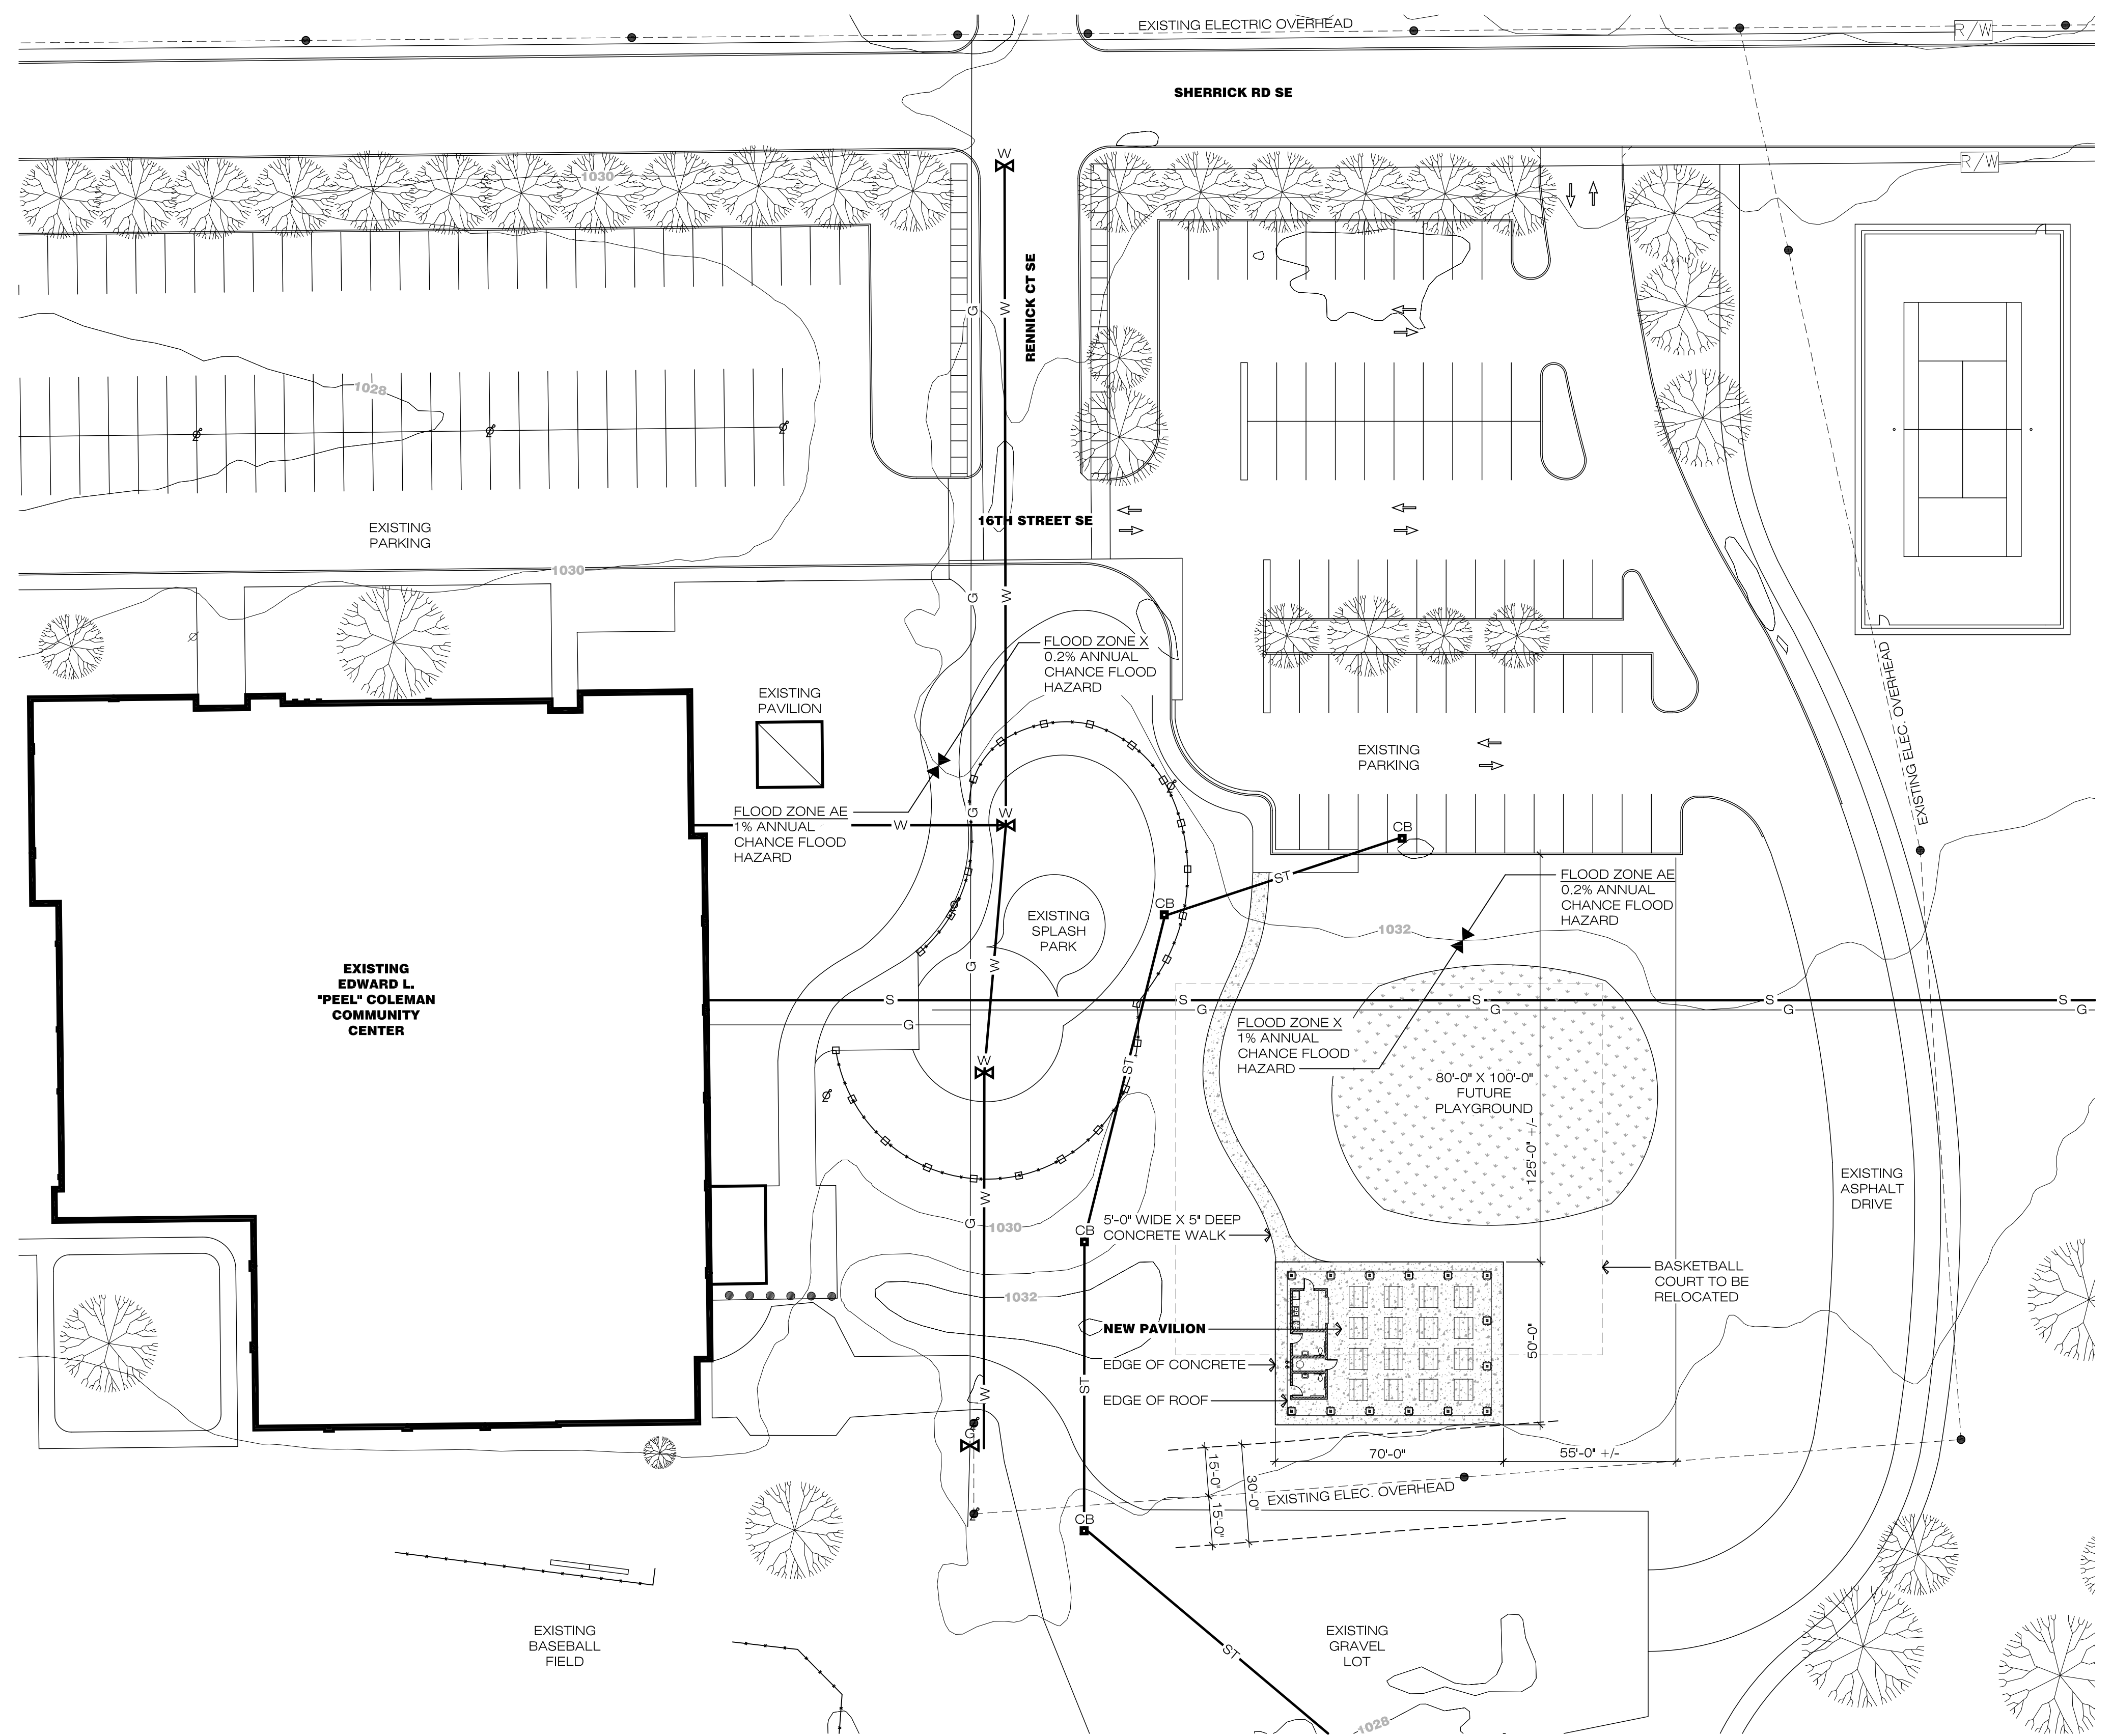 EXISTING ELECTRIC OVERHEAD
R/W
SHERRICK RD SE
R/W
W
1030
G
W
RENNICK CT SE
1028
16TH STREET SE
EXISTING
PARKING
1030
G
W
FLOOD ZONE X
0.2% ANNUAL
CHANCE FLOOD
HAZARD
EXISTING ELEC. OVERHEAD
EXISTING
PAVILION
EXISTING
PARKING
FLOOD ZONE AE
1% ANNUAL
CHANCE FLOOD
HAZARD
W
G
W
CB
ST
FLOOD ZONE AE
0.2% ANNUAL
CHANCE FLOOD
HAZARD
CB
EXISTING
SPLASH
PARK
1032
G
W
EXISTING
EDWARD L.
"PEEL" COLEMAN
COMMUNITY
CENTER
S
S
S
S
S
G
G
G
G
G
FLOOD ZONE X
1% ANNUAL
CHANCE FLOOD
HAZARD
W
ST
80'-0" X 100'-0"
FUTURE
PLAYGROUND
125'-0" +/-
EXISTING
ASPHALT
DRIVE
W
G
1030
CB
5'-0" WIDE X 5" DEEP
CONCRETE WALK
BASKETBALL
COURT TO BE
RELOCATED
1032
NEW PAVILION
50'-0"
EDGE OF CONCRETE
ST
W
EDGE OF ROOF
G
70'-0"
55'-0" +/-
15'-0"
15'-0"
30'-0"
EXISTING ELEC. OVERHEAD
CB
EXISTING
BASEBALL
FIELD
ST
EXISTING
GRAVEL
LOT
1028